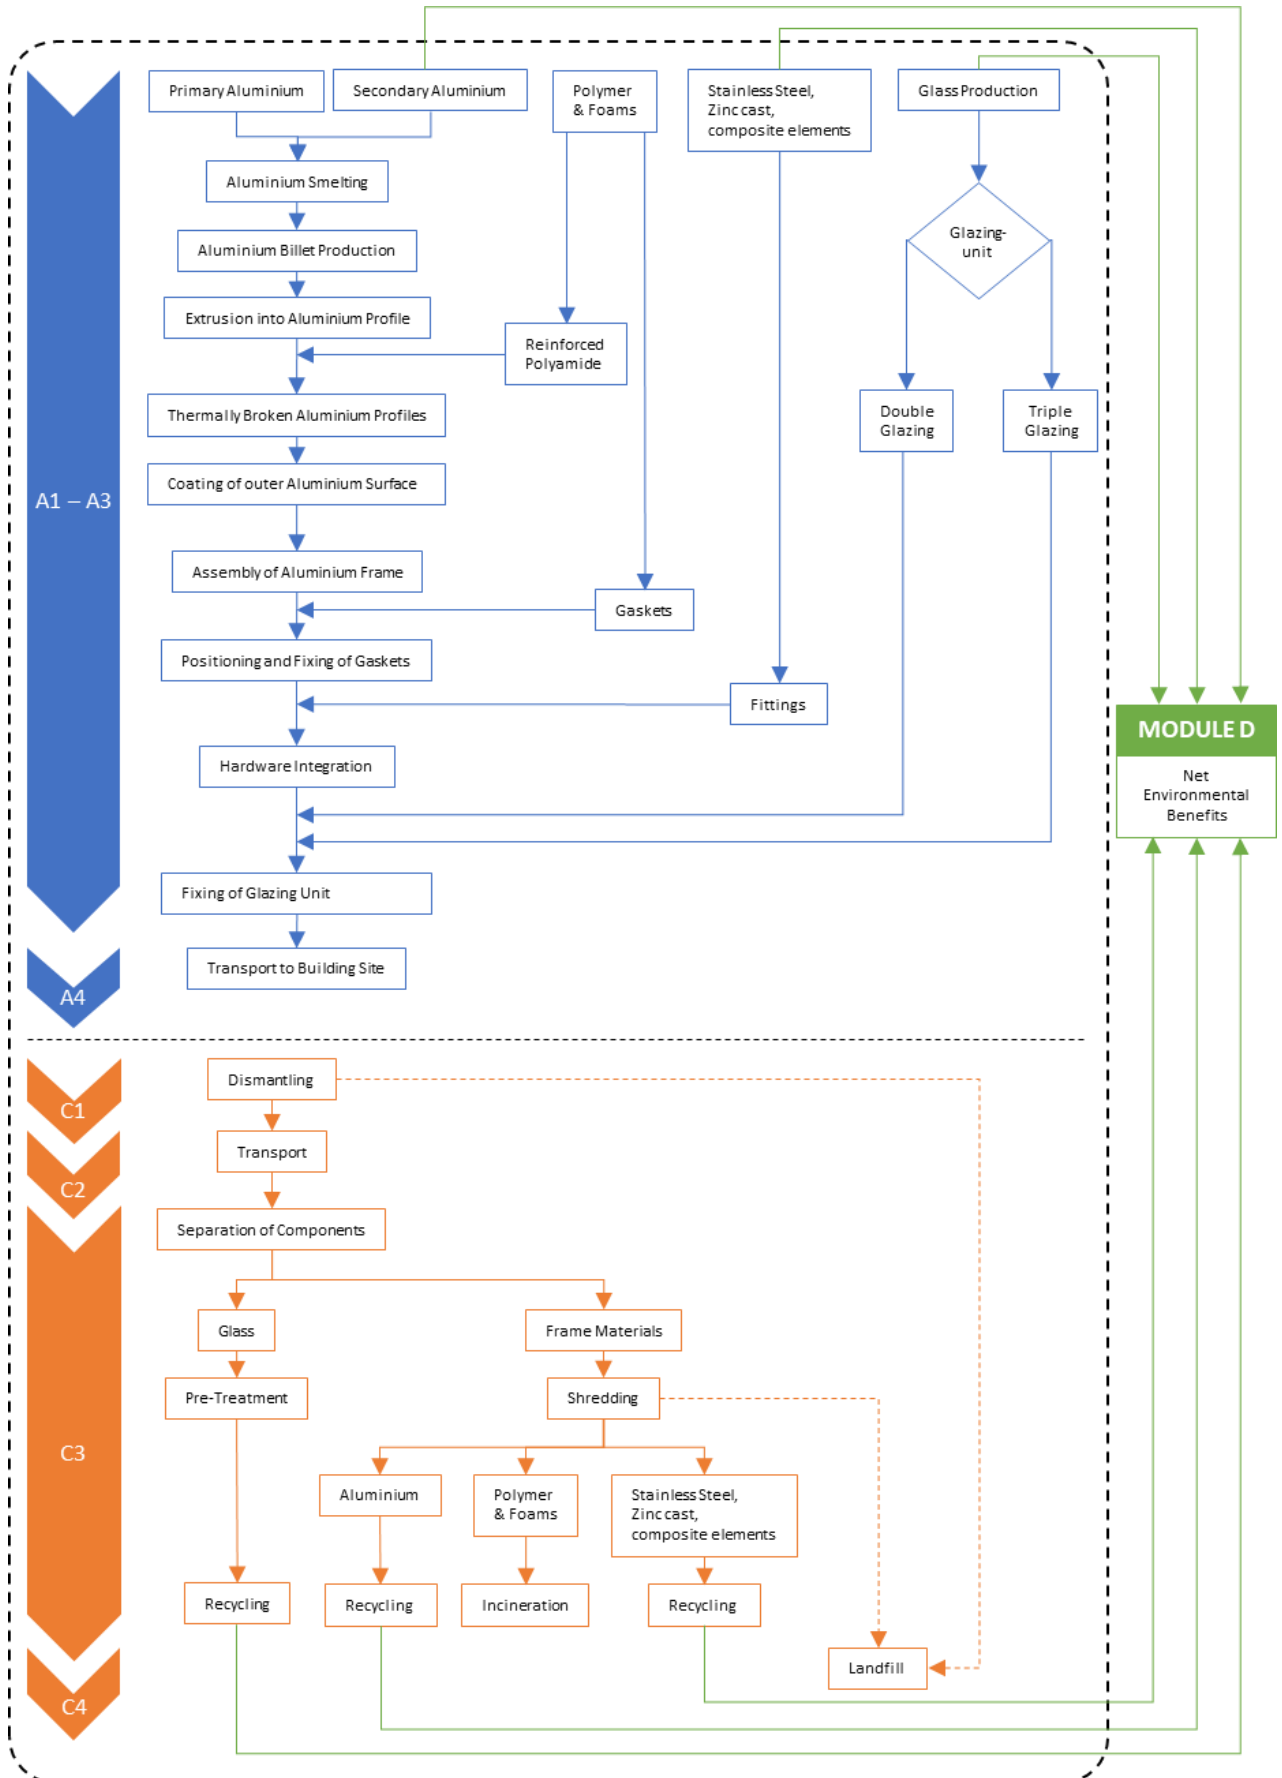 Primary Aluminium
Secondary Aluminium
Polymer
& Foams
Stainless Steel,
Zinc cast,
composite elements
Glass Production
Aluminium Smelting
Aluminium Billet Production
Glazing-
unit
Extrusion into Aluminium Profile
Reinforced
Polyamide
Thermally Broken Aluminium Profiles
Double
Glazing
Triple
Glazing
Coating of outer Aluminium Surface
A1 – A3
Assembly of Aluminium Frame
Gaskets
Positioning and Fixing of Gaskets
Fittings
MODULE D
Net
Environmental
Benefits
Hardware Integration
Fixing of Glazing Unit
Transport to Building Site
A4
Dismantling
C1
Transport
C2
Separation of Components
Glass
Frame Materials
Pre-Treatment
Shredding
C3
Aluminium
Polymer
& Foams
Stainless Steel,
Zinc cast,
composite elements
Recycling
Recycling
Incineration
Recycling
Landfill
C4